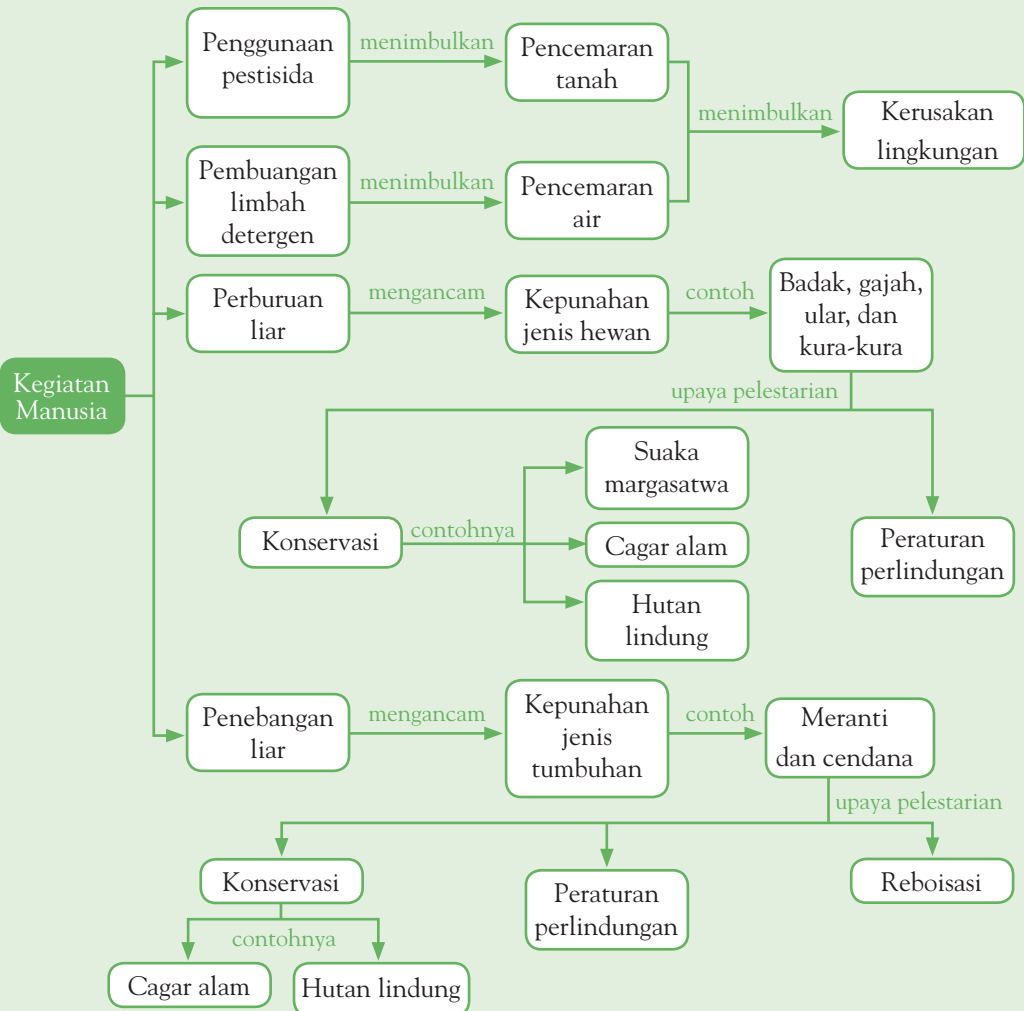 Penggunaan
pestisida
menimbulkan
Pencemaran
tanah
menimbulkan
Kerusakan
lingkungan
Pembuangan
limbah
detergen
menimbulkan
Pencemaran
air
Perburuan
liar
mengancam
Kepunahan
jenis hewan
contoh
Badak, gajah,
ular, dan
kura-kura
Kegiatan
Manusia
upaya pelestarian
Konservasi
contohnya
Suaka
margasatwa
Cagar alam
Hutan
lindung
Peraturan
perlindungan
Penebangan
liar
mengancam
Kepunahan
jenis
tumbuhan
contoh
Meranti
dan cendana
upaya pelestarian
Konservasi
Peraturan
perlindungan
Reboisasi
contohnya
Cagar alam
Hutan lindung